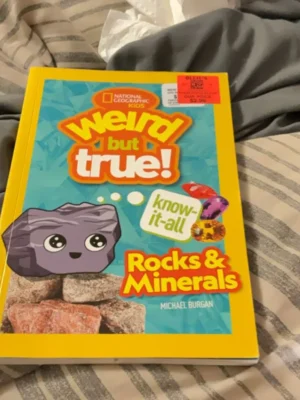 NATIONAL
GEOGRAPHIC
KiDS
weird
but
true!
know-
it-all
Rocks &
Minerals
MICHAEL BURGAN